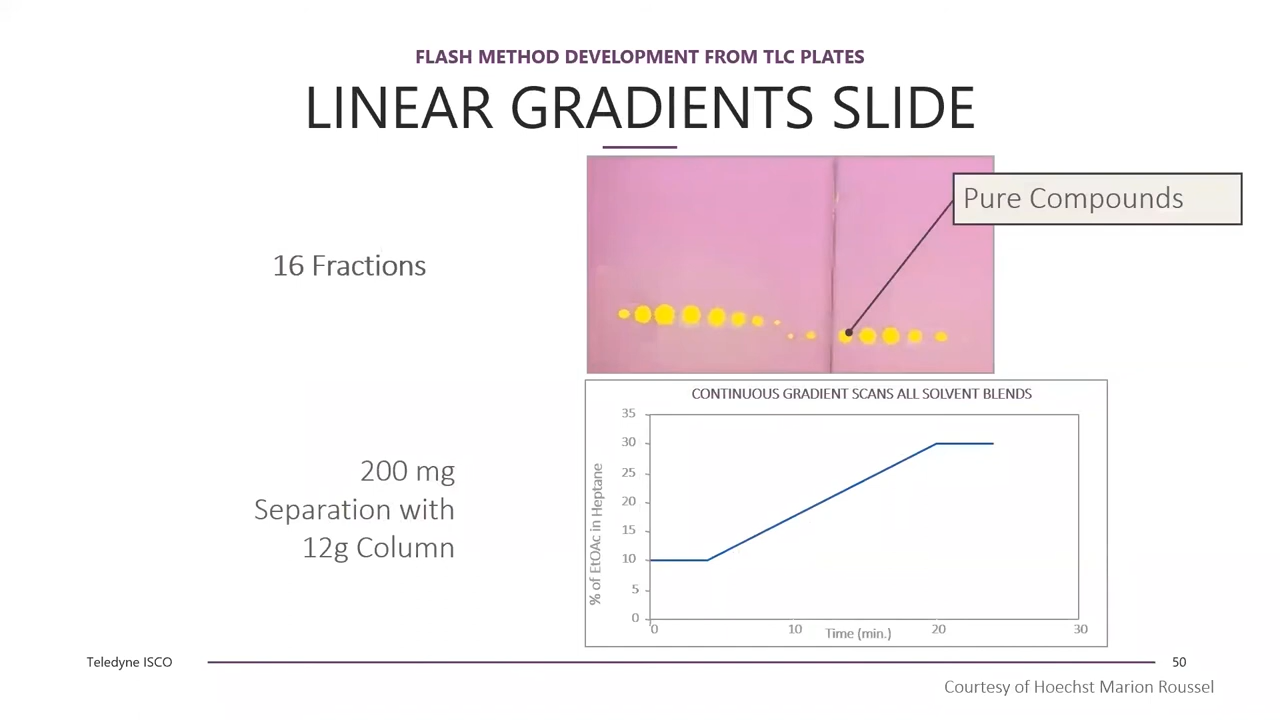 FLASH METHOD DEVELOPMENT FROM TLC PLATES
LINEAR GRADIENTS SLIDE
Pure Compounds
16 Fractions
200 mg
Separation with
12g Column
CONTINUOUS GRADIENT SCANS ALL SOLVENT BLENDS
% of EtOAc in Heptane
35
30
25
20
15
10
5
0
0 10 20 30
Time (min.)
Teledyne ISCO
50
Courtesy of Hoechst Marion Roussel